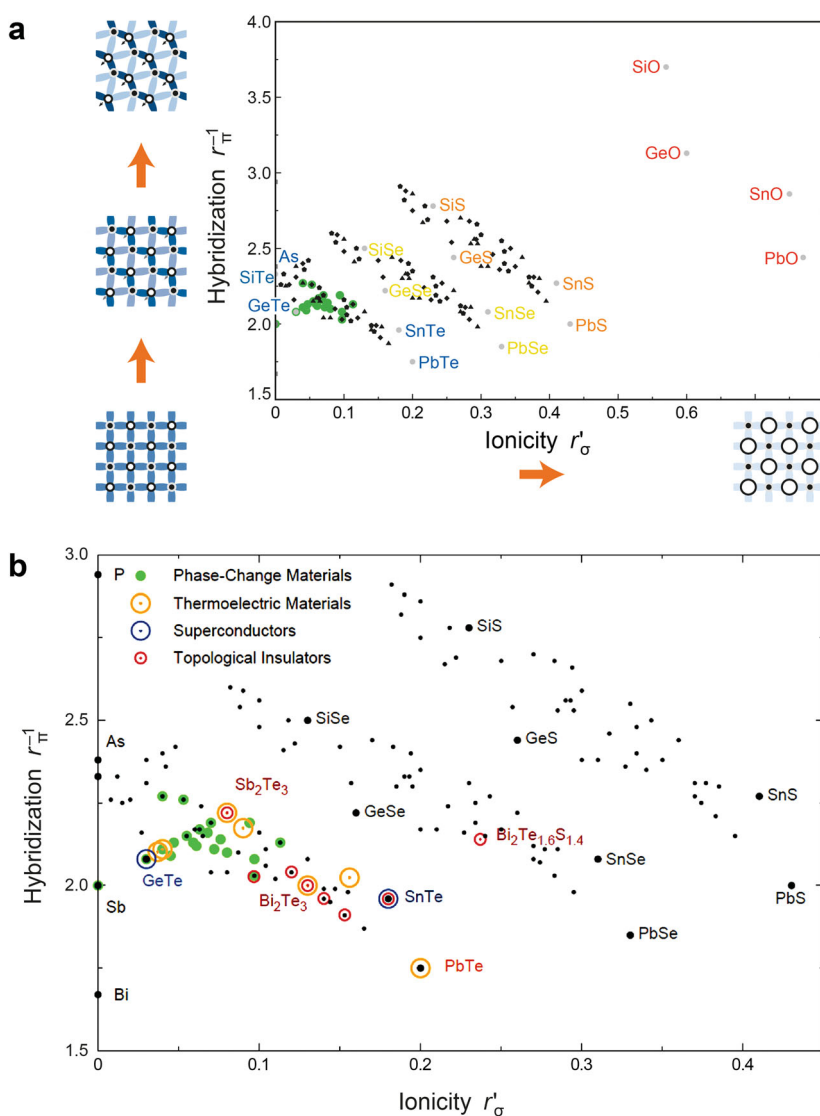 a
4.0
3.5
3.0
2.5
2.0
1.5
Hybridization r_π^-1
SiO
GeO
SnO
PbO
SiS
GeS
SnS
PbS
As
SiSe
SiTe
GeSe
GeTe
SnSe
SnTe
PbSe
PbTe
0 0.1 0.2 0.3 0.4 0.5 0.6 0.7 0.8
Ionicity r'_σ
b
3.0
2.5
2.0
1.5
Hybridization r_π^-1
P
Phase-Change Materials
Thermoelectric Materials
Superconductors
Topological Insulators
SiS
SiSe
GeS
As
Sb2Te3
GeSe
SnS
Bi2Te1.6S1.4
GeTe
SnSe
Bi2Te3
SnTe
PbS
Sb
PbSe
PbTe
Bi
0 0.1 0.2 0.3 0.4
Ionicity r'_σ